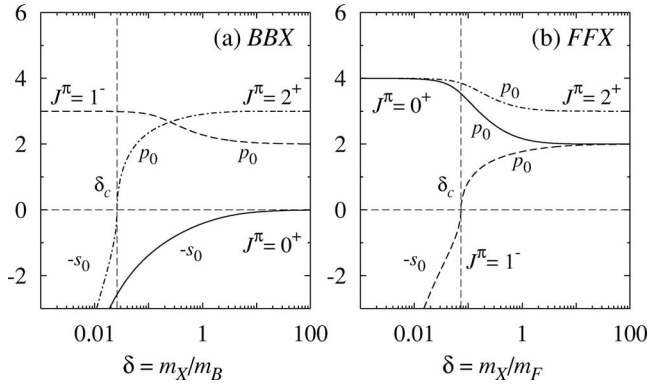 (a) BBX
(b) FFX
6
4
2
0
-2
J^π = 1^-
J^π = 2^+
p_0
p_0
δ_c
-s_0
-s_0
J^π = 0^+
0.01
1
100
δ = m_X/m_B
6
4
2
0
-2
p_0
J^π = 0^+
J^π = 2^+
p_0
p_0
δ_c
-s_0
J^π = 1^-
0.01
1
100
δ = m_X/m_F